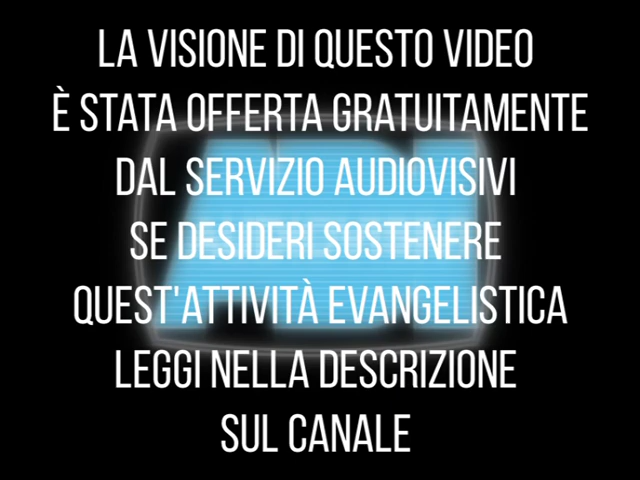 LA VISIONE DI QUESTO VIDEO
È STATA OFFERTA GRATUITAMENTE
DAL SERVIZIO AUDIOVISIVI
SE DESIDERI SOSTENERE
QUEST'ATTIVITÀ EVANGELISTICA
LEGGI NELLA DESCRIZIONE
SUL CANALE